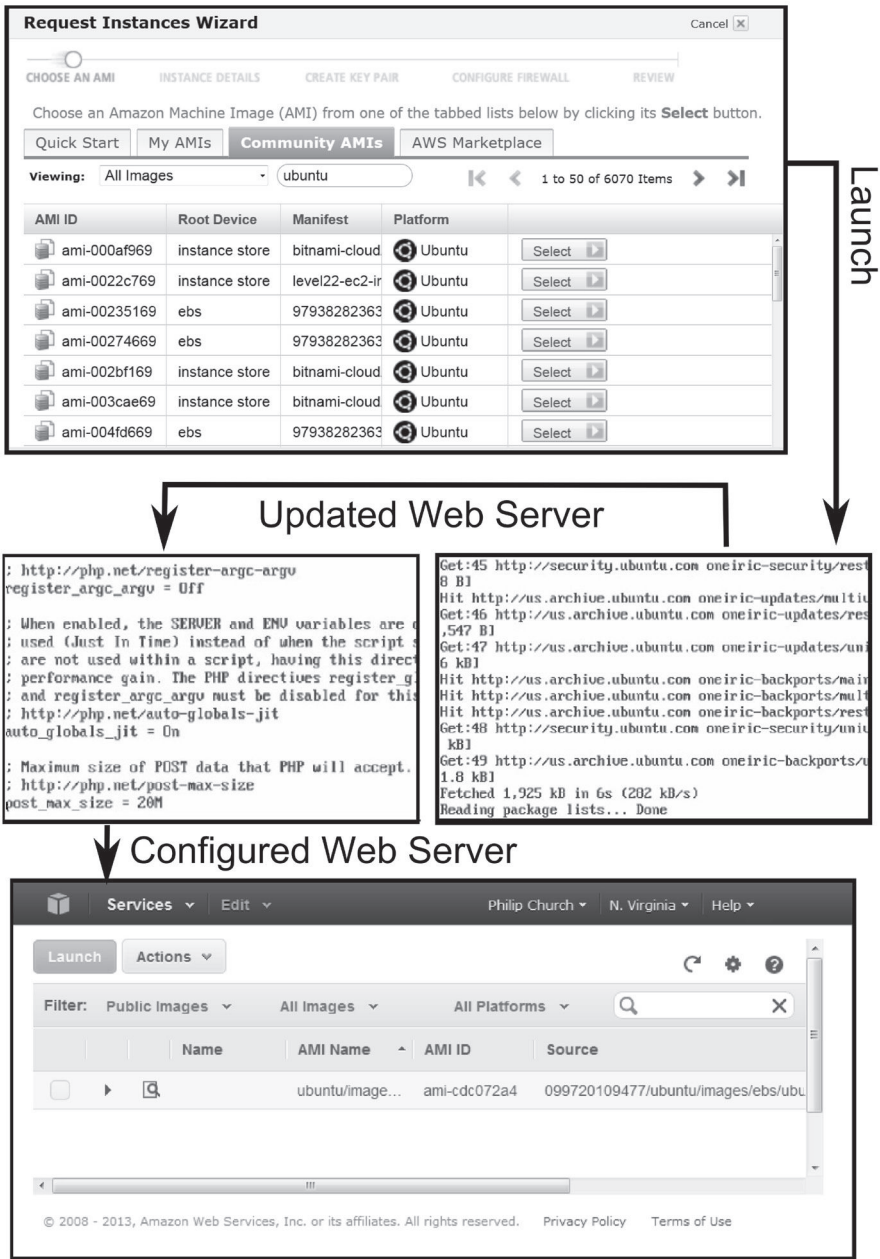 Request Instances Wizard
Cancel
CHOOSE AN AMI INSTANCE DETAILS CREATE KEY PAIR CONFIGURE FIREWALL REVIEW
Choose an Amazon Machine Image (AMI) from one of the tabbed lists below by clicking its Select button.
Quick Start My AMIs Community AMIs AWS Marketplace
Viewing: All Images ubuntu 1 to 50 of 6070 Items
AMI ID Root Device Manifest Platform
ami-000af969 instance store bitnami-cloud. Ubuntu Select
ami-0022c769 instance store level22-ec2-ir Ubuntu Select
ami-00235169 ebs 97938282363 Ubuntu Select
ami-00274669 ebs 97938282363 Ubuntu Select
ami-002bf169 instance store bitnami-cloud. Ubuntu Select
ami-003cae69 instance store bitnami-cloud. Ubuntu Select
ami-004fd669 ebs 97938282363 Ubuntu Select
Launch
Updated Web Server
; http://php.net/register-argc-argv
register_argc_argv = Off
; When enabled, the SERVER and ENV variables are
; used (Just In Time) instead of when the script s
; are not used within a script, having this direct
; performance gain. The PHP directives register_g
; and register_argc_argv must be disabled for this
; http://php.net/auto-globals-jit
auto_globals_jit = On
; Maximum size of POST data that PHP will accept.
; http://php.net/post-max-size
post_max_size = 20M
Get:45 http://security.ubuntu.com oneiric-security/rest
8 B]
Hit http://us.archive.ubuntu.com oneiric-updates/multiv
Get:46 http://us.archive.ubuntu.com oneiric-updates/res
,547 B]
Get:47 http://us.archive.ubuntu.com oneiric-updates/uni
6 kB]
Hit http://us.archive.ubuntu.com oneiric-backports/main
Hit http://us.archive.ubuntu.com oneiric-backports/mult
Hit http://us.archive.ubuntu.com oneiric-backports/rest
Get:48 http://security.ubuntu.com oneiric-security/univ
kB]
Get:49 http://us.archive.ubuntu.com oneiric-backports/u
1.8 kB]
Fetched 1,925 kB in 6s (282 kB/s)
Reading package lists... Done
Configured Web Server
Services Edit Philip Church N. Virginia Help
Launch Actions
Filter: Public Images All Images All Platforms
Name AMI Name AMI ID Source
ubuntu/image... ami-cdc072a4 099720109477/ubuntu/images/ebs/ubu
© 2008 - 2013, Amazon Web Services, Inc. or its affiliates. All rights reserved. Privacy Policy Terms of Use